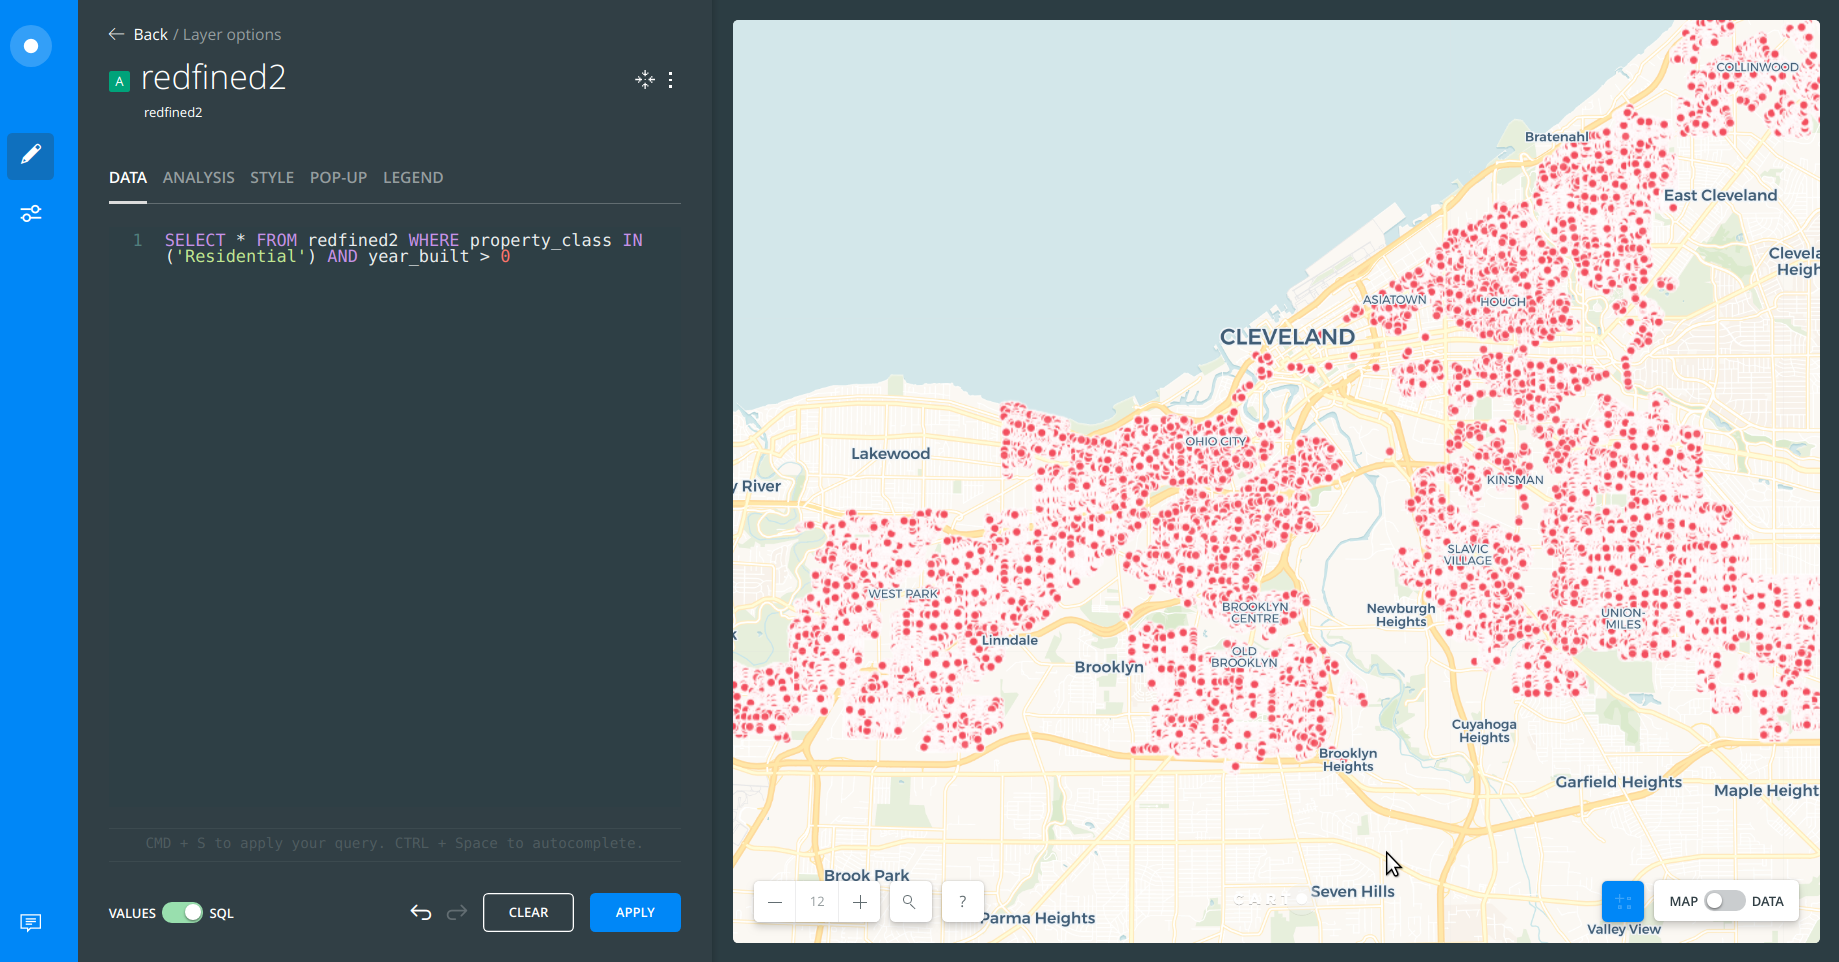 Back / Layer options
A redfined2
redfined2
DATA ANALYSIS STYLE POP-UP LEGEND
1 SELECT * FROM redfined2 WHERE property_class IN
('Residential') AND year_built > 0
CMD + S to apply your query. CTRL + Space to autocomplete.
VALUES SQL CLEAR APPLY
COLLINWOOD
Bratenahl
East Cleveland
Clevela
Heigh
ASIATOWN
HOUGH
CLEVELAND
OHIO CITY
Lakewood
y River
KINSMAN
SLAVIC
VILLAGE
WEST PARK
BROOKLYN
CENTRE
Newburgh
Heights
UNION-
MILES
k
Linndale
OLD
BROOKLYN
Brooklyn
Cuyahoga
Heights
Brooklyn
Heights
Garfield Heights
Maple Height
Brook Park
Seven Hills
CARTO
12
?
MAP DATA
Parma Heights
Valley View